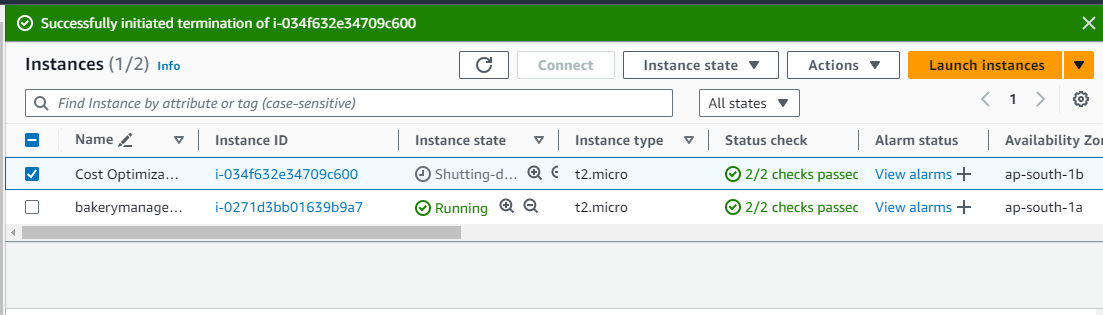 Successfully initiated termination of i-034f632e34709c600
Instances (1/2) Info Connect Instance state Actions Launch instances
Find Instance by attribute or tag (case-sensitive) All states 1
Name Instance ID Instance state Instance type Status check Alarm status Availability Zo
Cost Optimiza... i-034f632e34709c600 Shutting-d... t2.micro 2/2 checks passec View alarms ap-south-1b
bakerymanage... i-0271d3bb01639b9a7 Running t2.micro 2/2 checks passec View alarms ap-south-1a